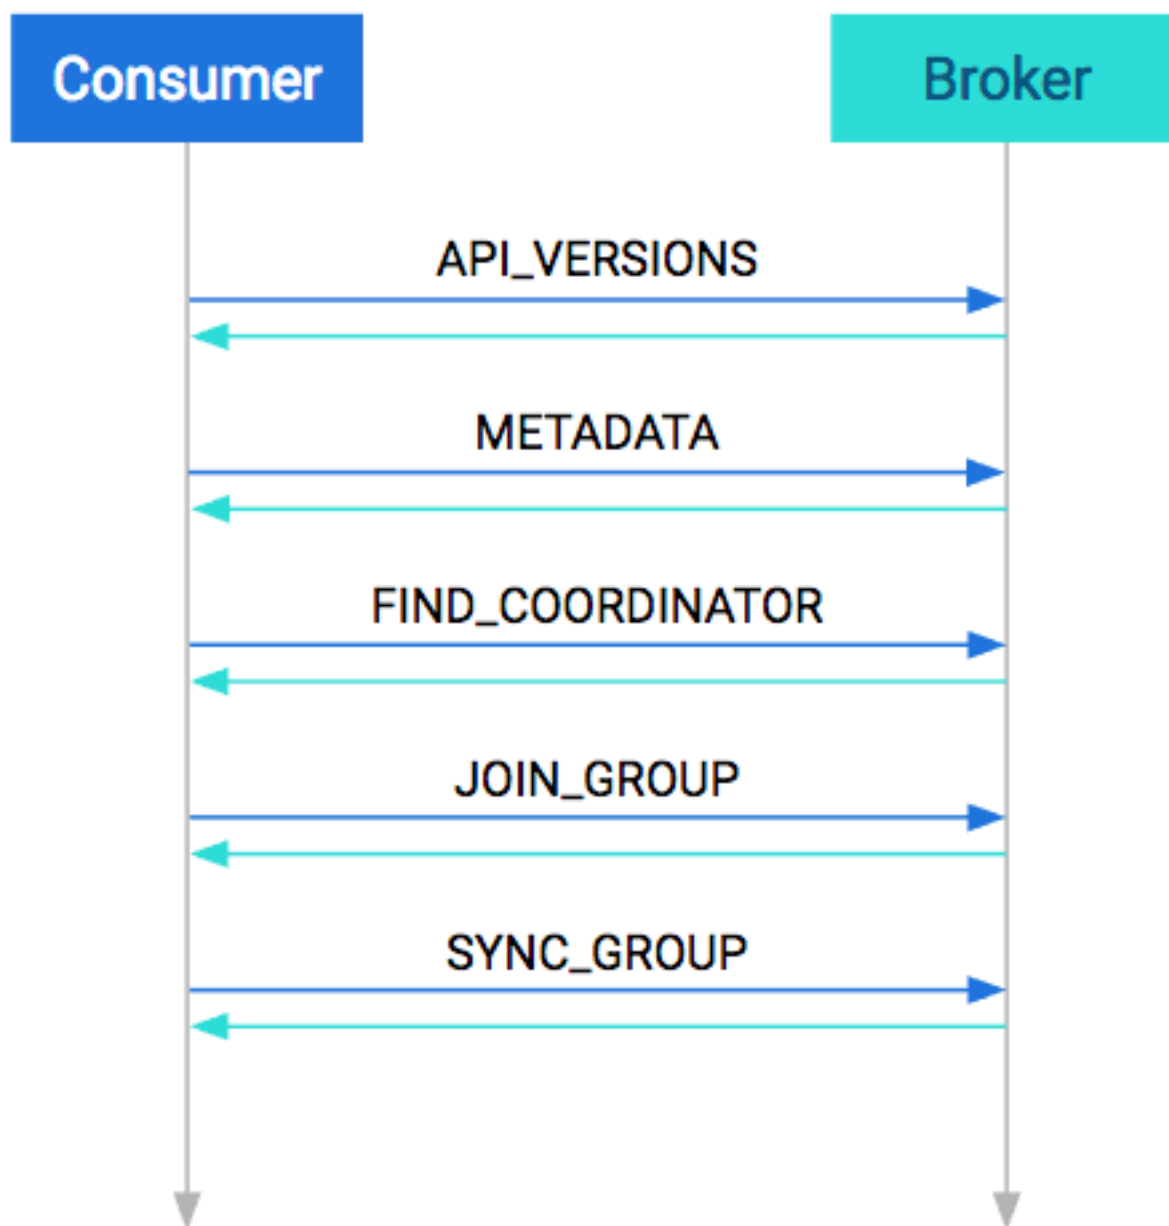 Consumer
Broker
API_VERSIONS
METADATA
FIND_COORDINATOR
JOIN_GROUP
SYNC_GROUP